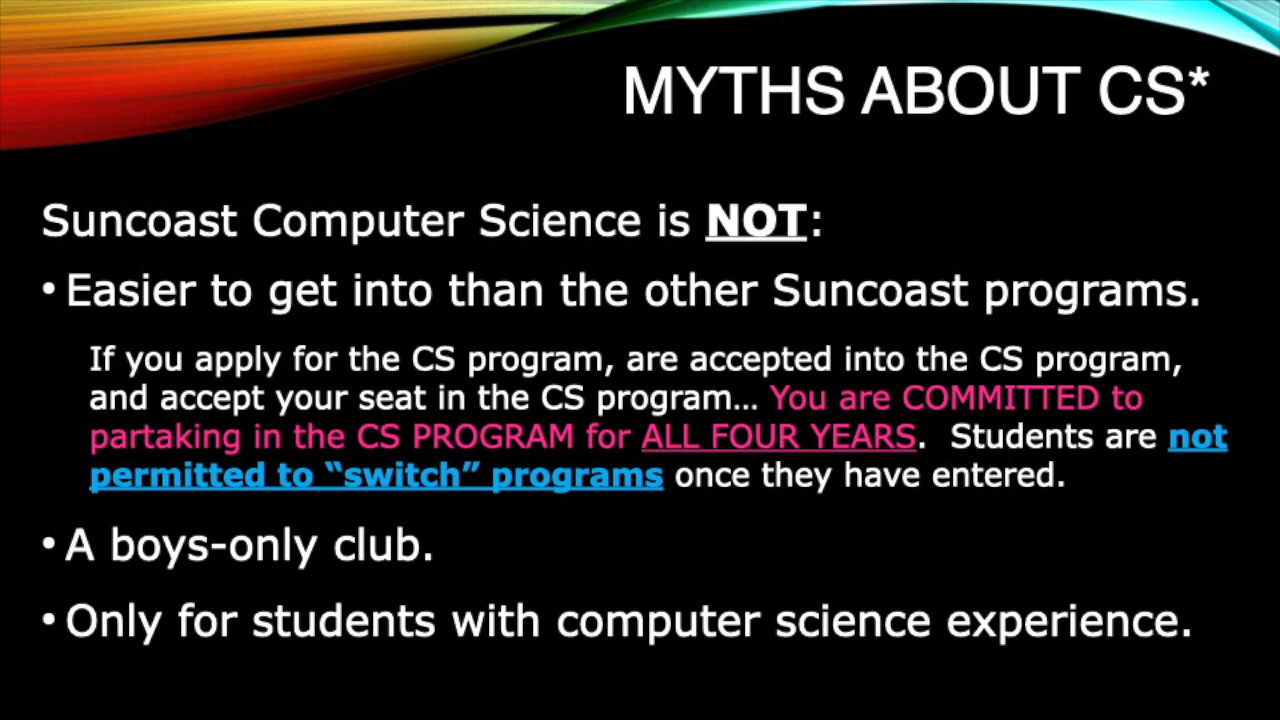 MYTHS ABOUT CS*
Suncoast Computer Science is NOT:
• Easier to get into than the other Suncoast programs.
If you apply for the CS program, are accepted into the CS program,
and accept your seat in the CS program… You are COMMITTED to
partaking in the CS PROGRAM for ALL FOUR YEARS.  Students are not
permitted to “switch” programs once they have entered.
• A boys-only club.
• Only for students with computer science experience.